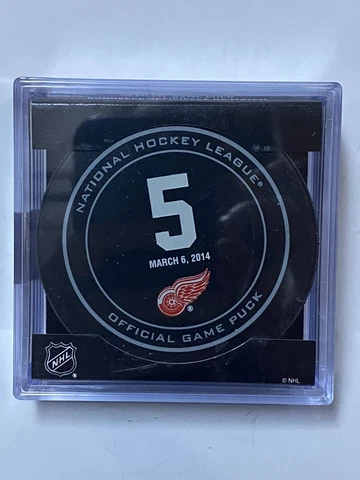 NATIONAL HOCKEY LEAGUE®
5
MARCH 6, 2014
®
OFFICIAL GAME PUCK
NHL
© NHL